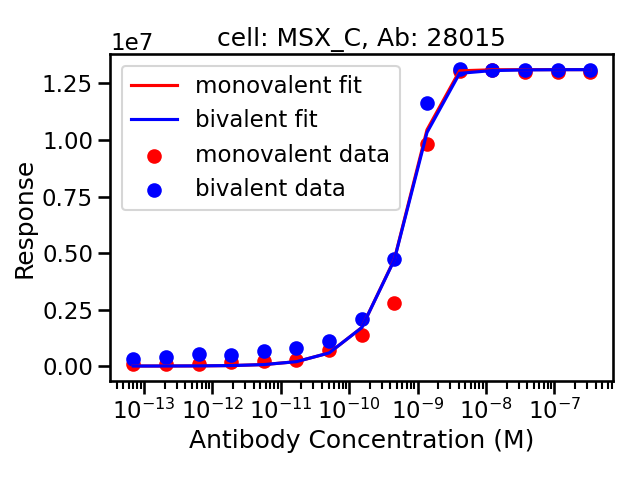 cell: MSX_C, Ab: 28015
1e7
monovalent fit
bivalent fit
monovalent data
bivalent data
Response
1.25
1.00
0.75
0.50
0.25
0.00
10⁻¹³ 10⁻¹² 10⁻¹¹ 10⁻¹⁰ 10⁻⁹ 10⁻⁸ 10⁻⁷
Antibody Concentration (M)